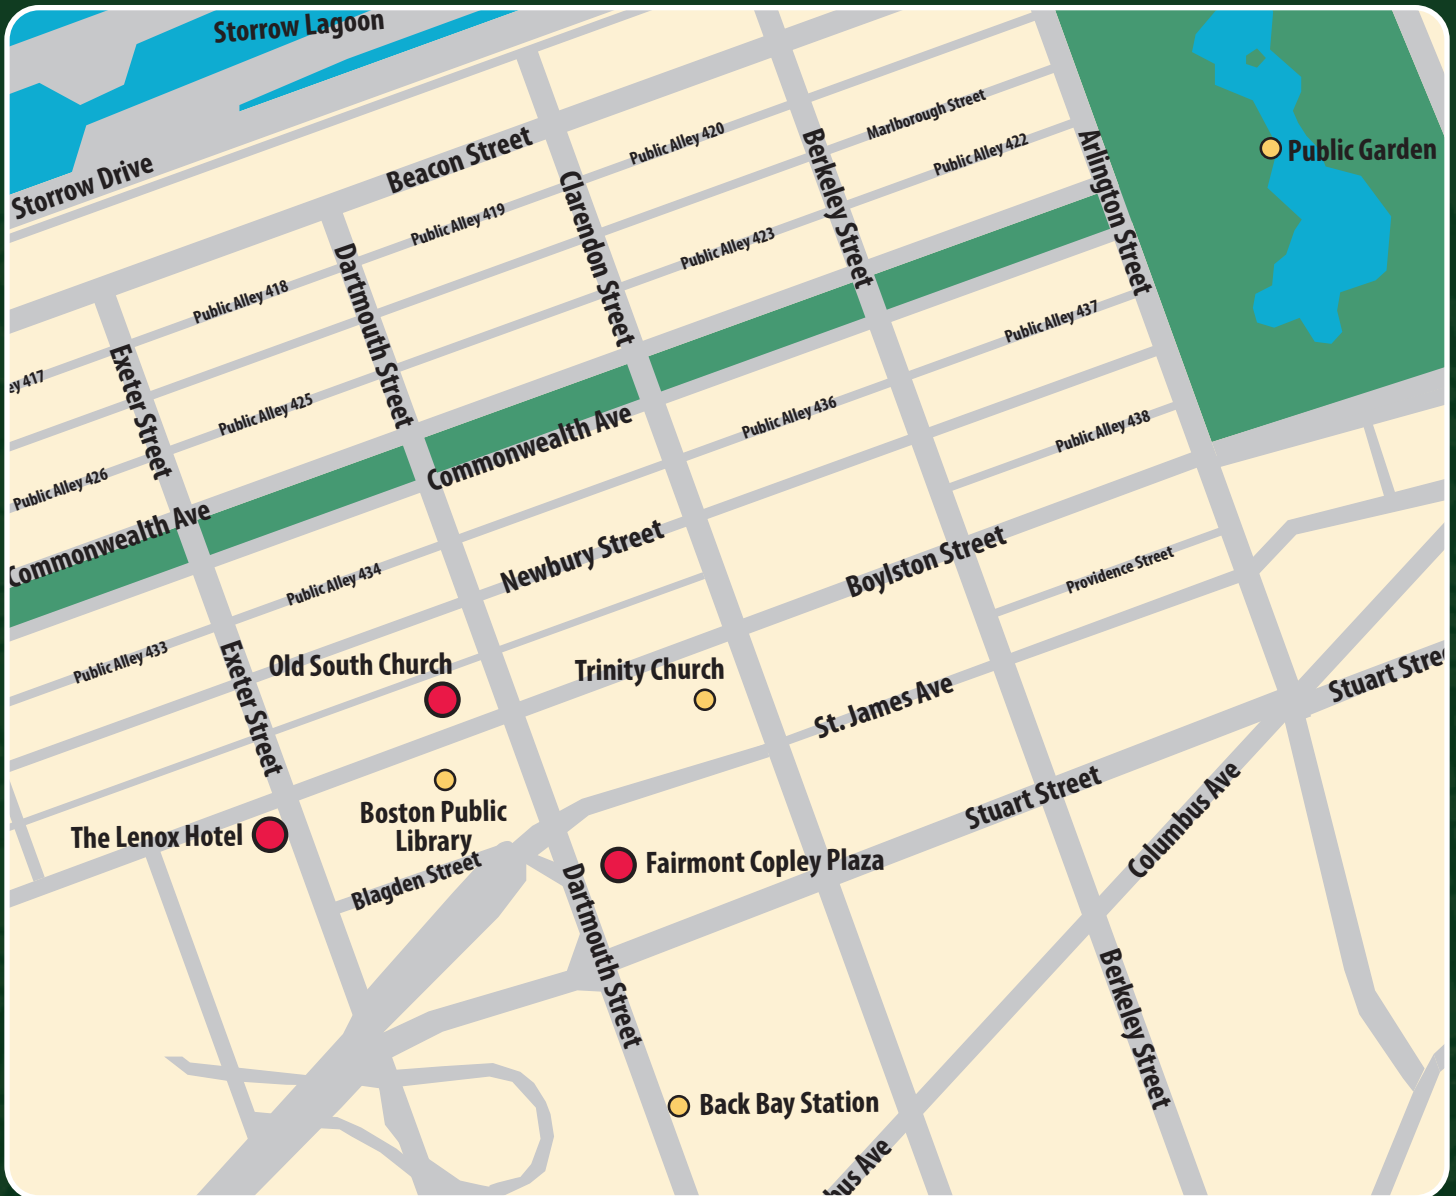 Storrow Lagoon
Storrow Drive
Beacon Street
Public Alley 420
Marlborough Street
Public Alley 422
Public Garden
Arlington Street
Berkeley Street
Clarendon Street
Public Alley 419
Public Alley 423
Dartmouth Street
Public Alley 418
Public Alley 437
ey 417
Exeter Street
Public Alley 425
Public Alley 436
Public Alley 438
Commonwealth Ave
Public Alley 426
Commonwealth Ave
Newbury Street
Boylston Street
Providence Street
Public Alley 434
Public Alley 433
Exeter Street
Old South Church
Trinity Church
St. James Ave
Stuart Stree
Stuart Street
Columbus Ave
Boston Public
Library
The Lenox Hotel
Blagden Street
Fairmont Copley Plaza
Dartmouth Street
Berkeley Street
Back Bay Station
bus Ave